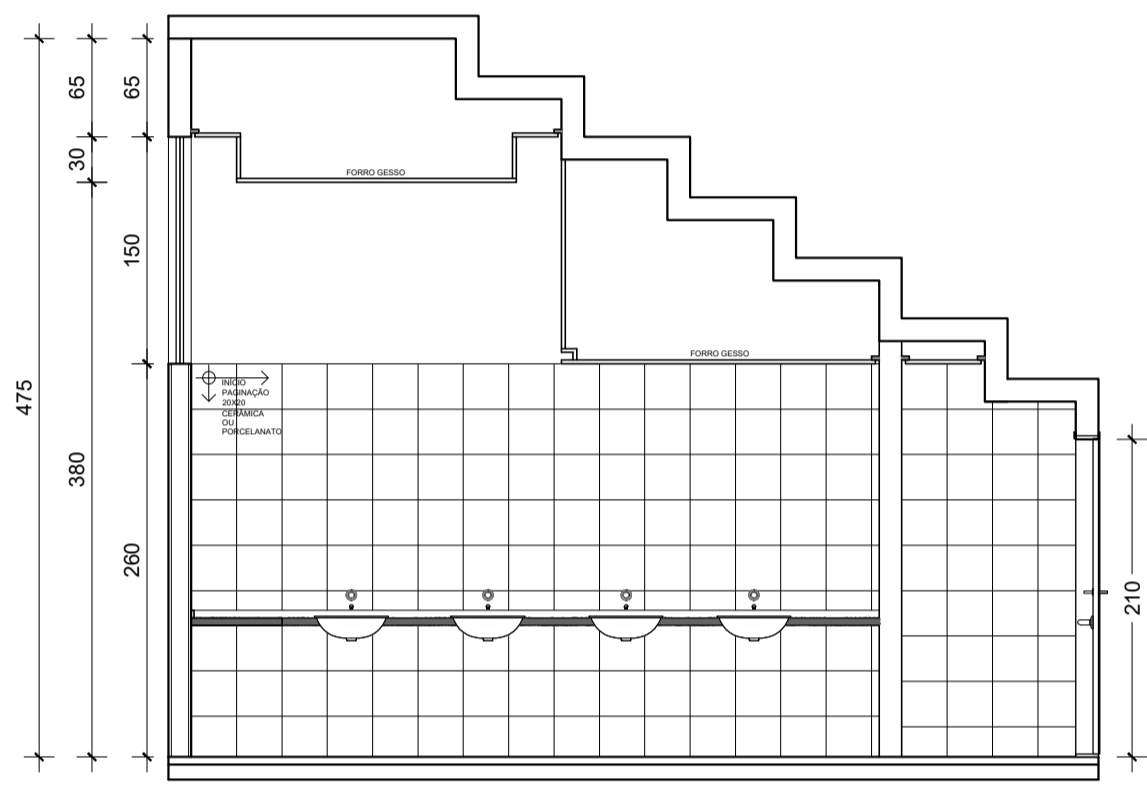 65
65
30
FORRO GESSO
150
FORRO GESSO
INÍCIO
PAGINAÇÃO
20X20
CERÂMICA
OU
PORCELANATO
475
380
260
210